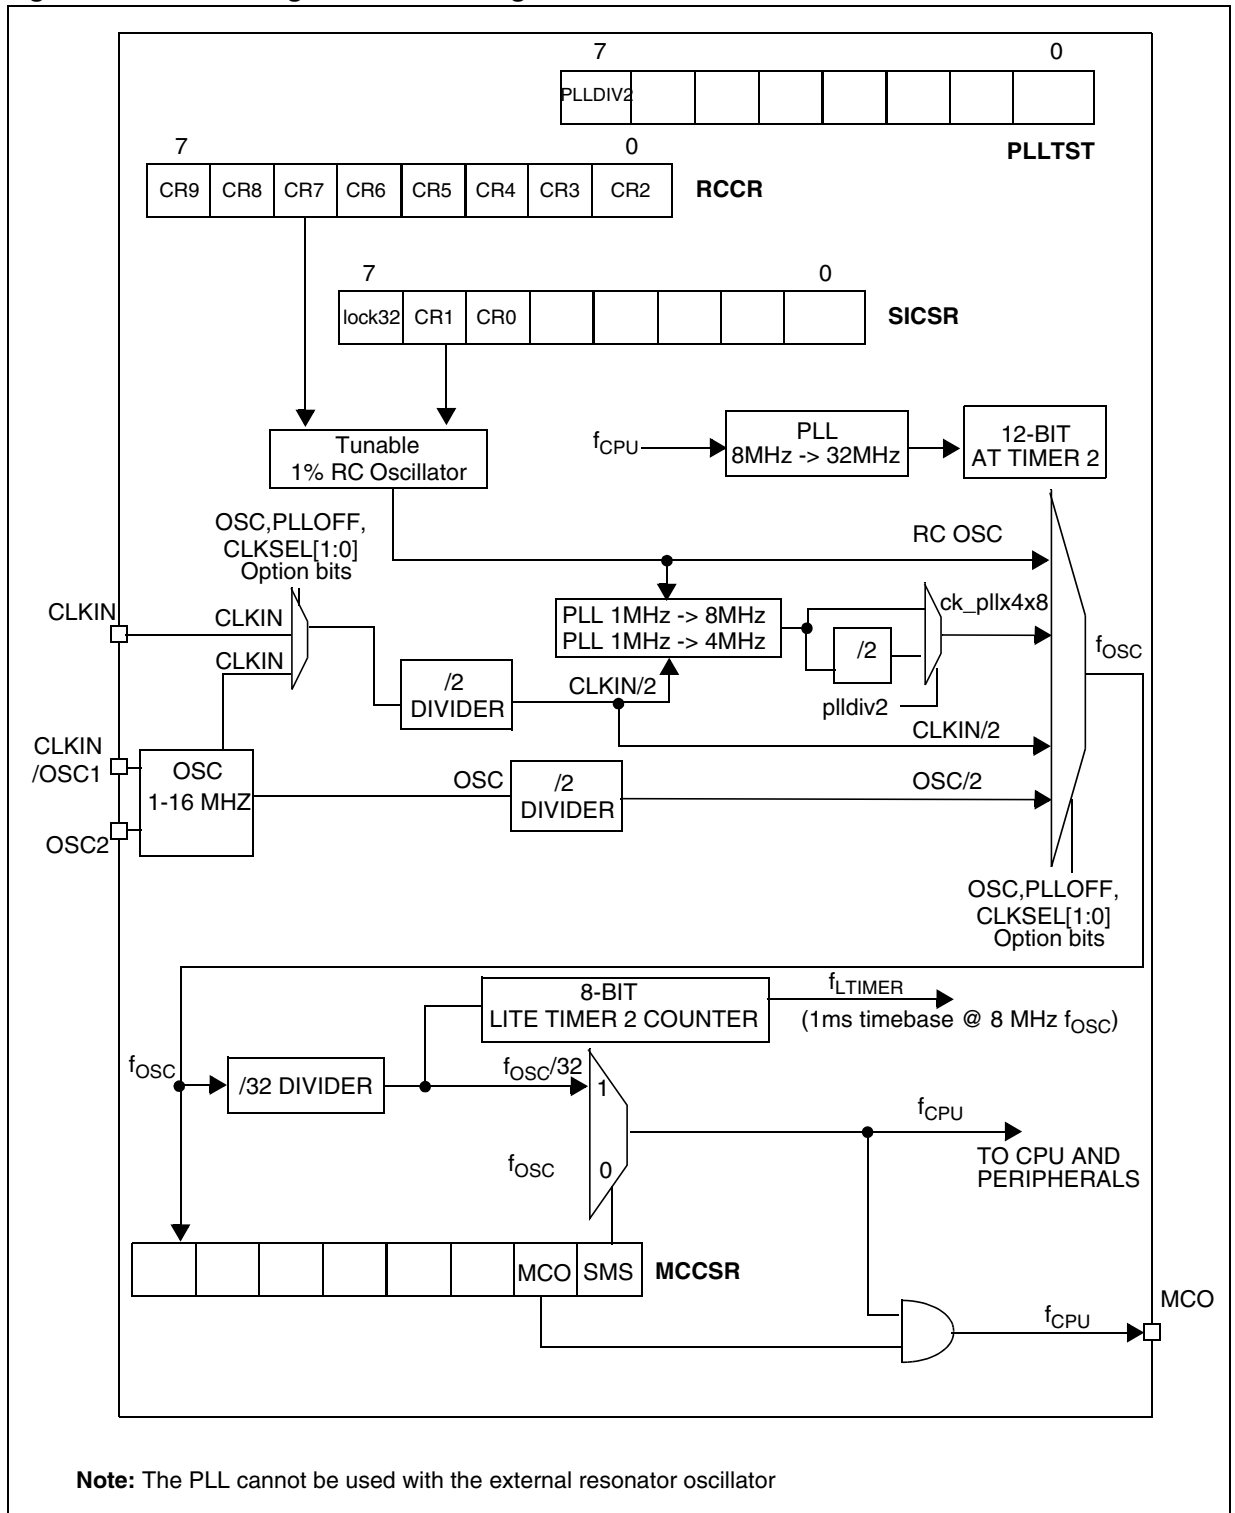 7 0
PLLDIV2
PLLTST
7 0
CR9 CR8 CR7 CR6 CR5 CR4 CR3 CR2 RCCR
7 0
lock32 CR1 CR0 SICSR
Tunable
1% RC Oscillator
fCPU
PLL
8MHz -> 32MHz
12-BIT
AT TIMER 2
OSC,PLLOFF,
CLKSEL[1:0]
Option bits
RC OSC
CLKIN
CLKIN
CLKIN
PLL 1MHz -> 8MHz
PLL 1MHz -> 4MHz
ck_pllx4x8
/2
plldiv2
fOSC
/2
DIVIDER
CLKIN/2
CLKIN/2
CLKIN
/OSC1
OSC2
OSC
1-16 MHZ
OSC
/2
DIVIDER
OSC/2
OSC,PLLOFF,
CLKSEL[1:0]
Option bits
8-BIT
LITE TIMER 2 COUNTER
fLTIMER
(1ms timebase @ 8 MHz fOSC)
fOSC
/32 DIVIDER
fOSC/32
1
fOSC
0
fCPU
TO CPU AND
PERIPHERALS
MCO SMS MCCSR
fCPU
MCO
Note: The PLL cannot be used with the external resonator oscillator